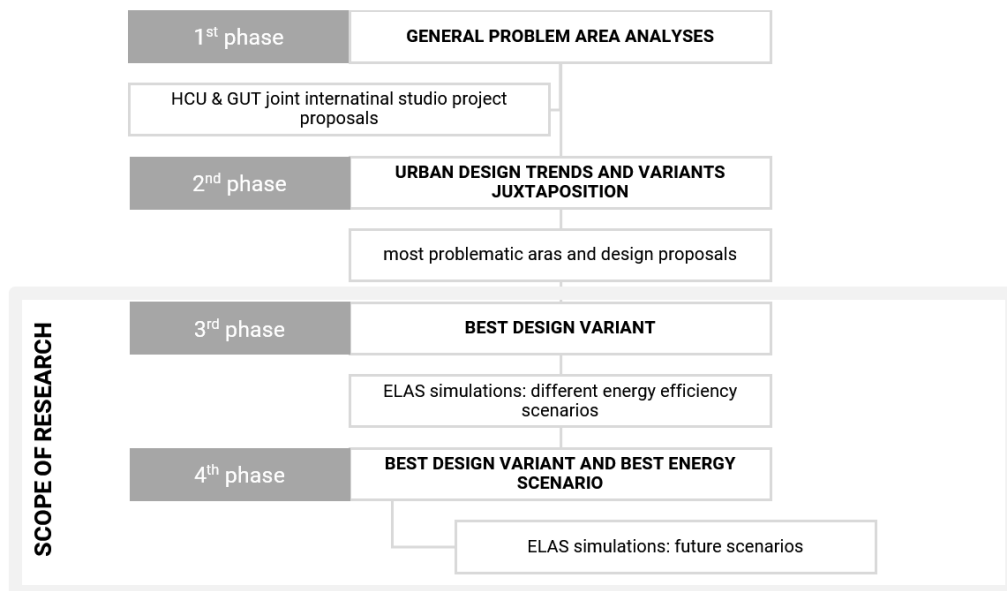 1st phase
GENERAL PROBLEM AREA ANALYSES
HCU & GUT joint internatinal studio project
proposals
2nd phase
URBAN DESIGN TRENDS AND VARIANTS
JUXTAPOSITION
most problematic aras and design proposals
SCOPE OF RESEARCH
3rd phase
BEST DESIGN VARIANT
ELAS simulations: different energy efficiency
scenarios
4th phase
BEST DESIGN VARIANT AND BEST ENERGY
SCENARIO
ELAS simulations: future scenarios